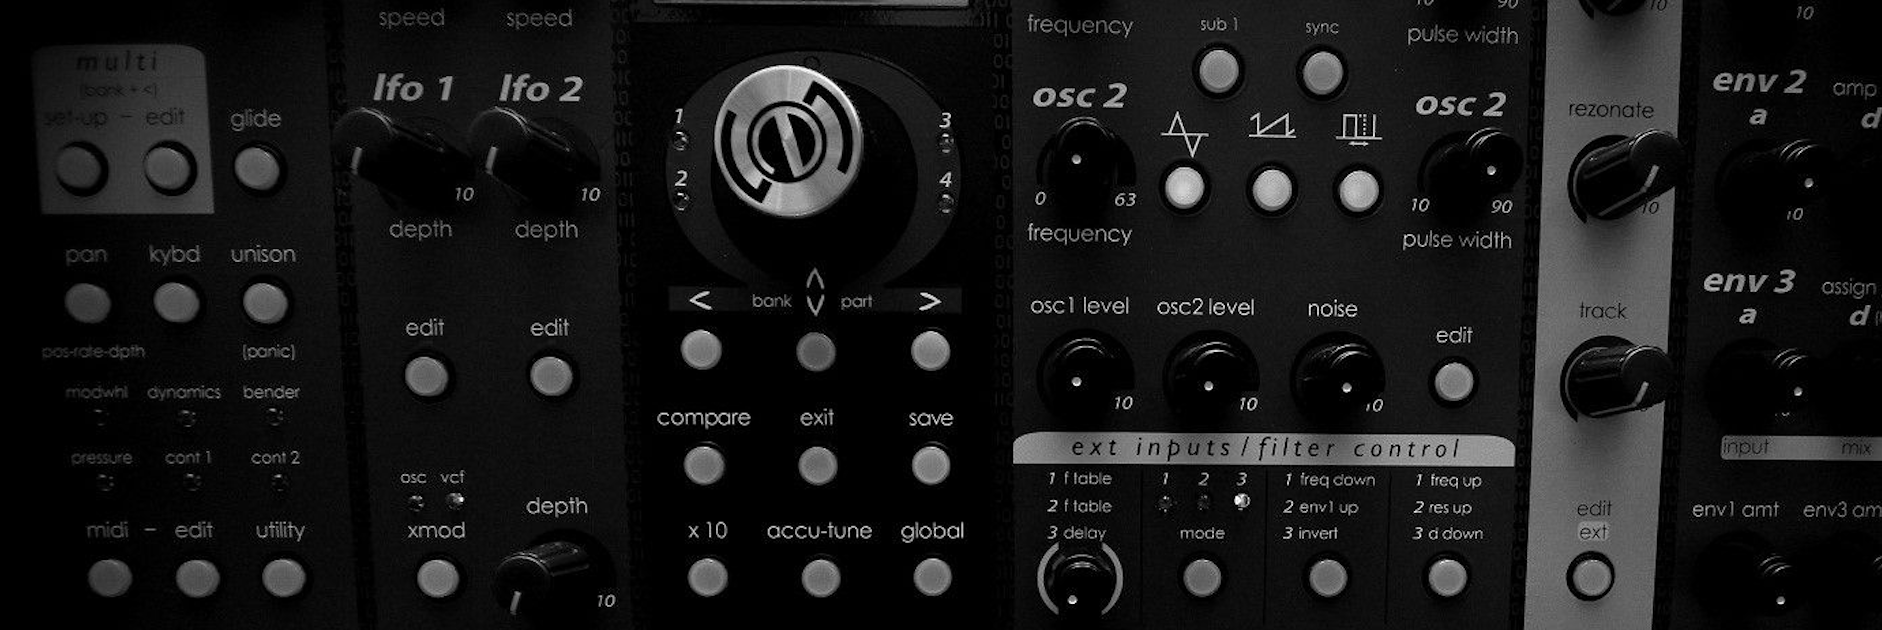 speed speed
multi
(bank + <)
set-up - edit glide
lfo 1 lfo 2
10 10
depth depth
pan kybd unison
edit edit
pos-rate-dpth (panic)
modwhl dynamics bender
pressure cont 1 cont 2
osc vcf
depth
midi - edit utility
xmod
10
1 3
2 4
< bank part >
compare exit save
x 10 accu-tune global
frequency sub 1 sync 10 90
pulse width
osc 2 osc 2
0 63 10 90
frequency pulse width
osc1 level osc2 level noise
edit
10 10 10
ext inputs/filter control
1 f table 1 2 3 1 freq down 1 freq up
2 f table 2 env1 up 2 res up
3 delay mode 3 invert 3 d down
10
rezonate
10
track
edit
ext
10
env 2 amp
a d
10
env 3 assign
a d
10
input mix
env1 amt env3 am